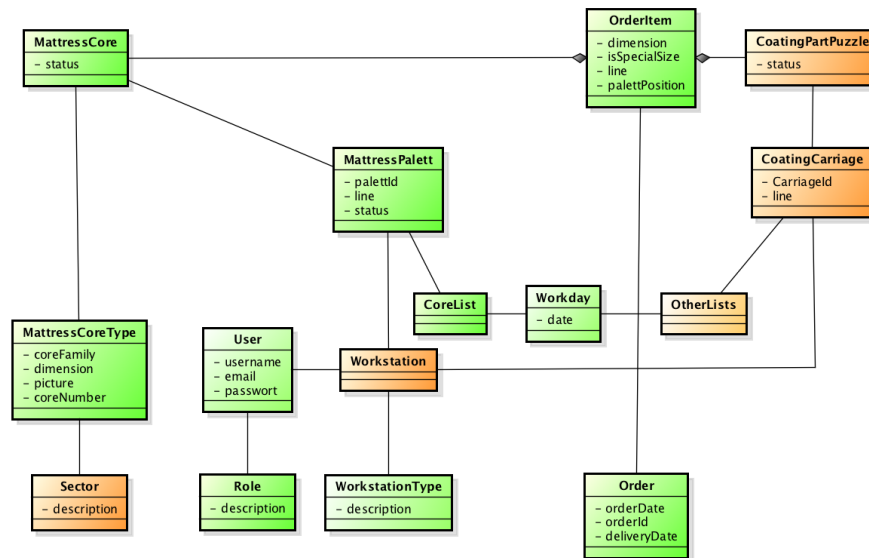 MattressCore
- status
OrderItem
- dimension
- isSpecialSize
- line
- palettPosition
CoatingPartPuzzle
- status
MattressPalett
- palettId
- line
- status
CoatingCarriage
- CarriageId
- line
CoreList
Workday
- date
OtherLists
MattressCoreType
- coreFamily
- dimension
- picture
- coreNumber
User
- username
- email
- passwort
Workstation
Sector
- description
Role
- description
WorkstationType
- description
Order
- orderDate
- orderId
- deliveryDate